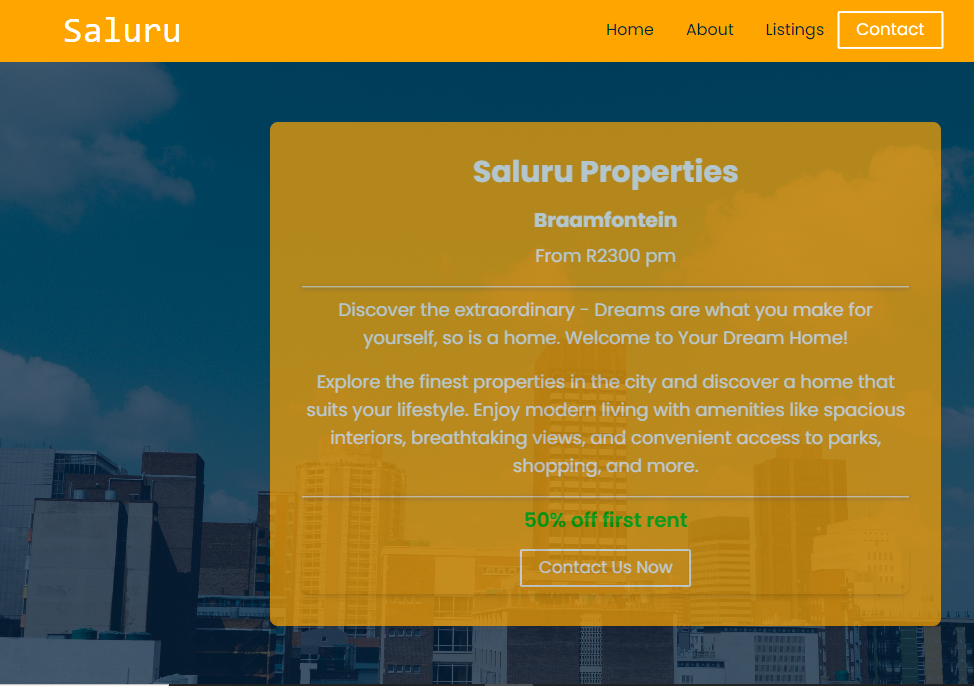 Saluru
Home About Listings Contact
Saluru Properties
Braamfontein
From R2300 pm
Discover the extraordinary - Dreams are what you make for
yourself, so is a home. Welcome to Your Dream Home!
Explore the finest properties in the city and discover a home that
suits your lifestyle. Enjoy modern living with amenities like spacious
interiors, breathtaking views, and convenient access to parks,
shopping, and more.
50% off first rent
Contact Us Now